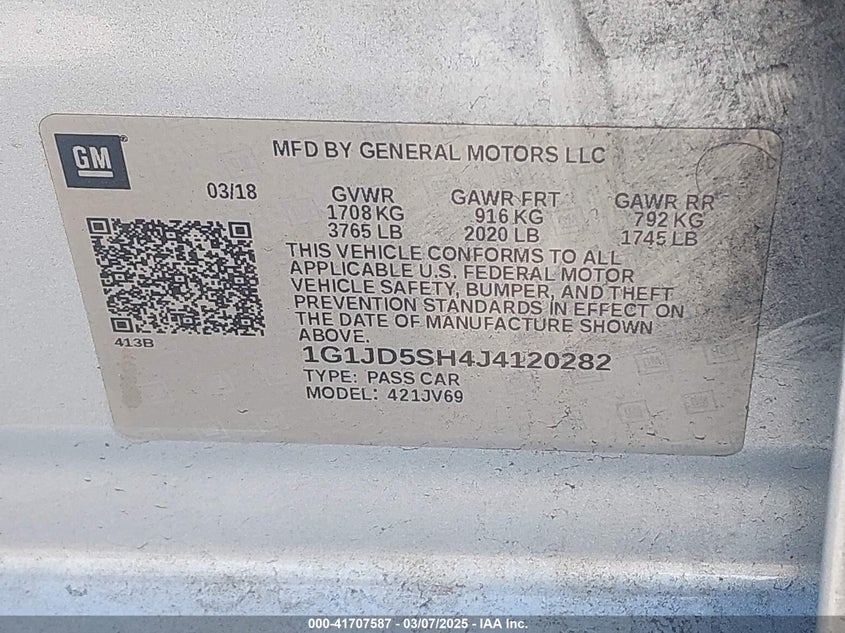 GM
MFD BY GENERAL MOTORS LLC
03/18 GVWR GAWR FRT GAWR RR
1708 KG 916 KG 792 KG
3765 LB 2020 LB 1745 LB
THIS VEHICLE CONFORMS TO ALL
APPLICABLE U.S. FEDERAL MOTOR
VEHICLE SAFETY, BUMPER, AND THEFT
PREVENTION STANDARDS IN EFFECT ON
THE DATE OF MANUFACTURE SHOWN
ABOVE.
413B
1G1JD5SH4J4120282
TYPE: PASS CAR
MODEL: 421JV69
000-41707587 - 03/07/2025 - IAA Inc.